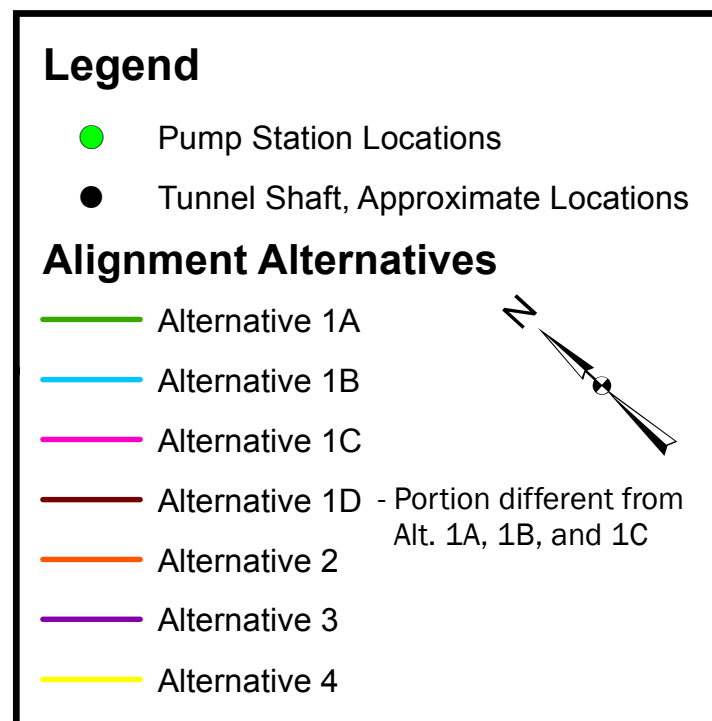 Legend
Pump Station Locations
Tunnel Shaft, Approximate Locations
Alignment Alternatives
N
Alternative 1A
Alternative 1B
Alternative 1C
Alternative 1D - Portion different from
Alt. 1A, 1B, and 1C
Alternative 2
Alternative 3
Alternative 4